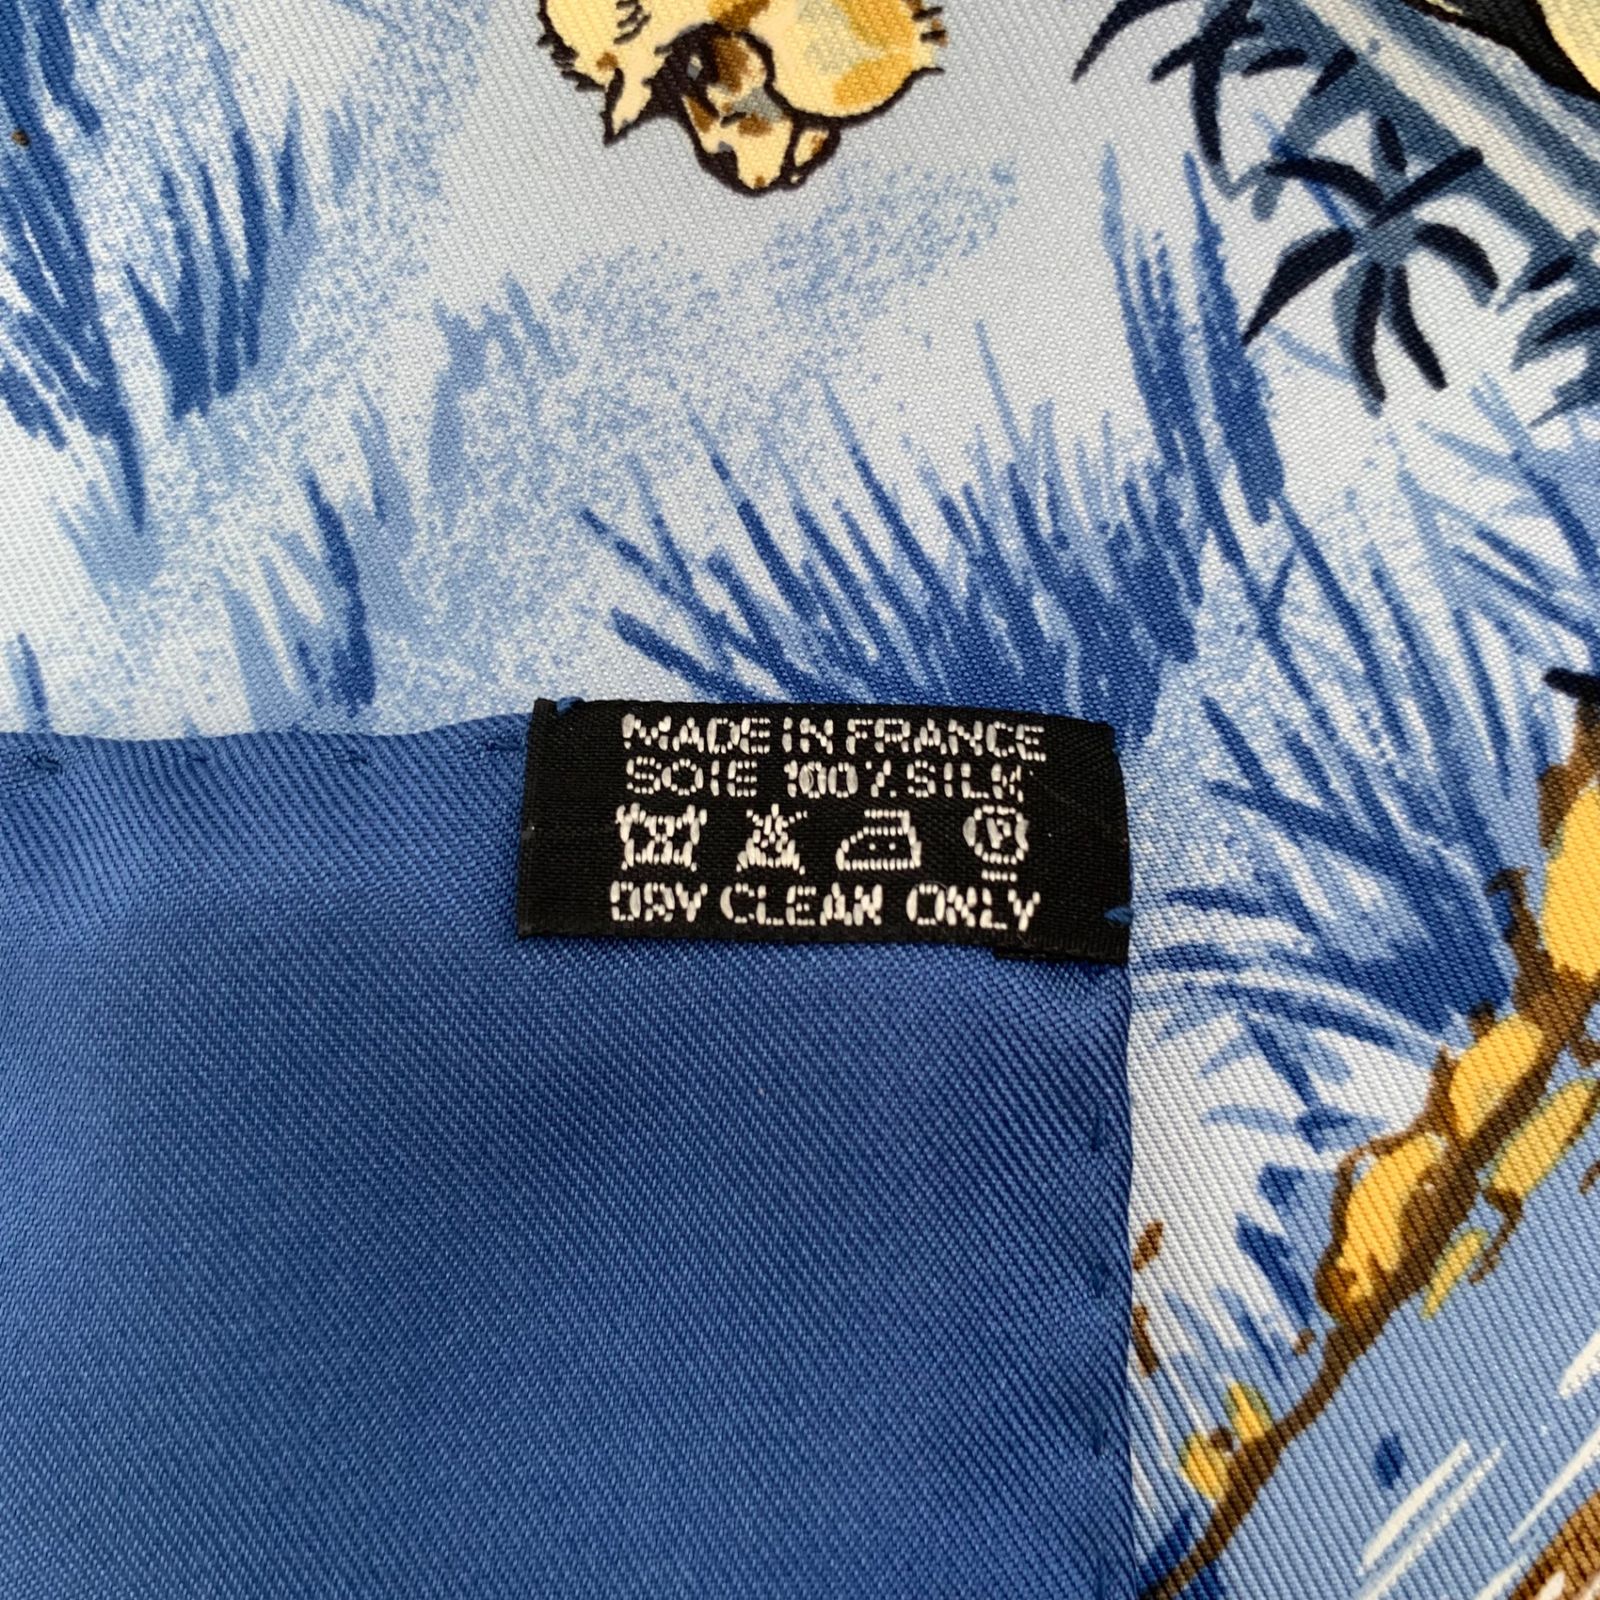 MADE IN FRANCE
SOIE 100% SILK
P
DRY CLEAN ONLY